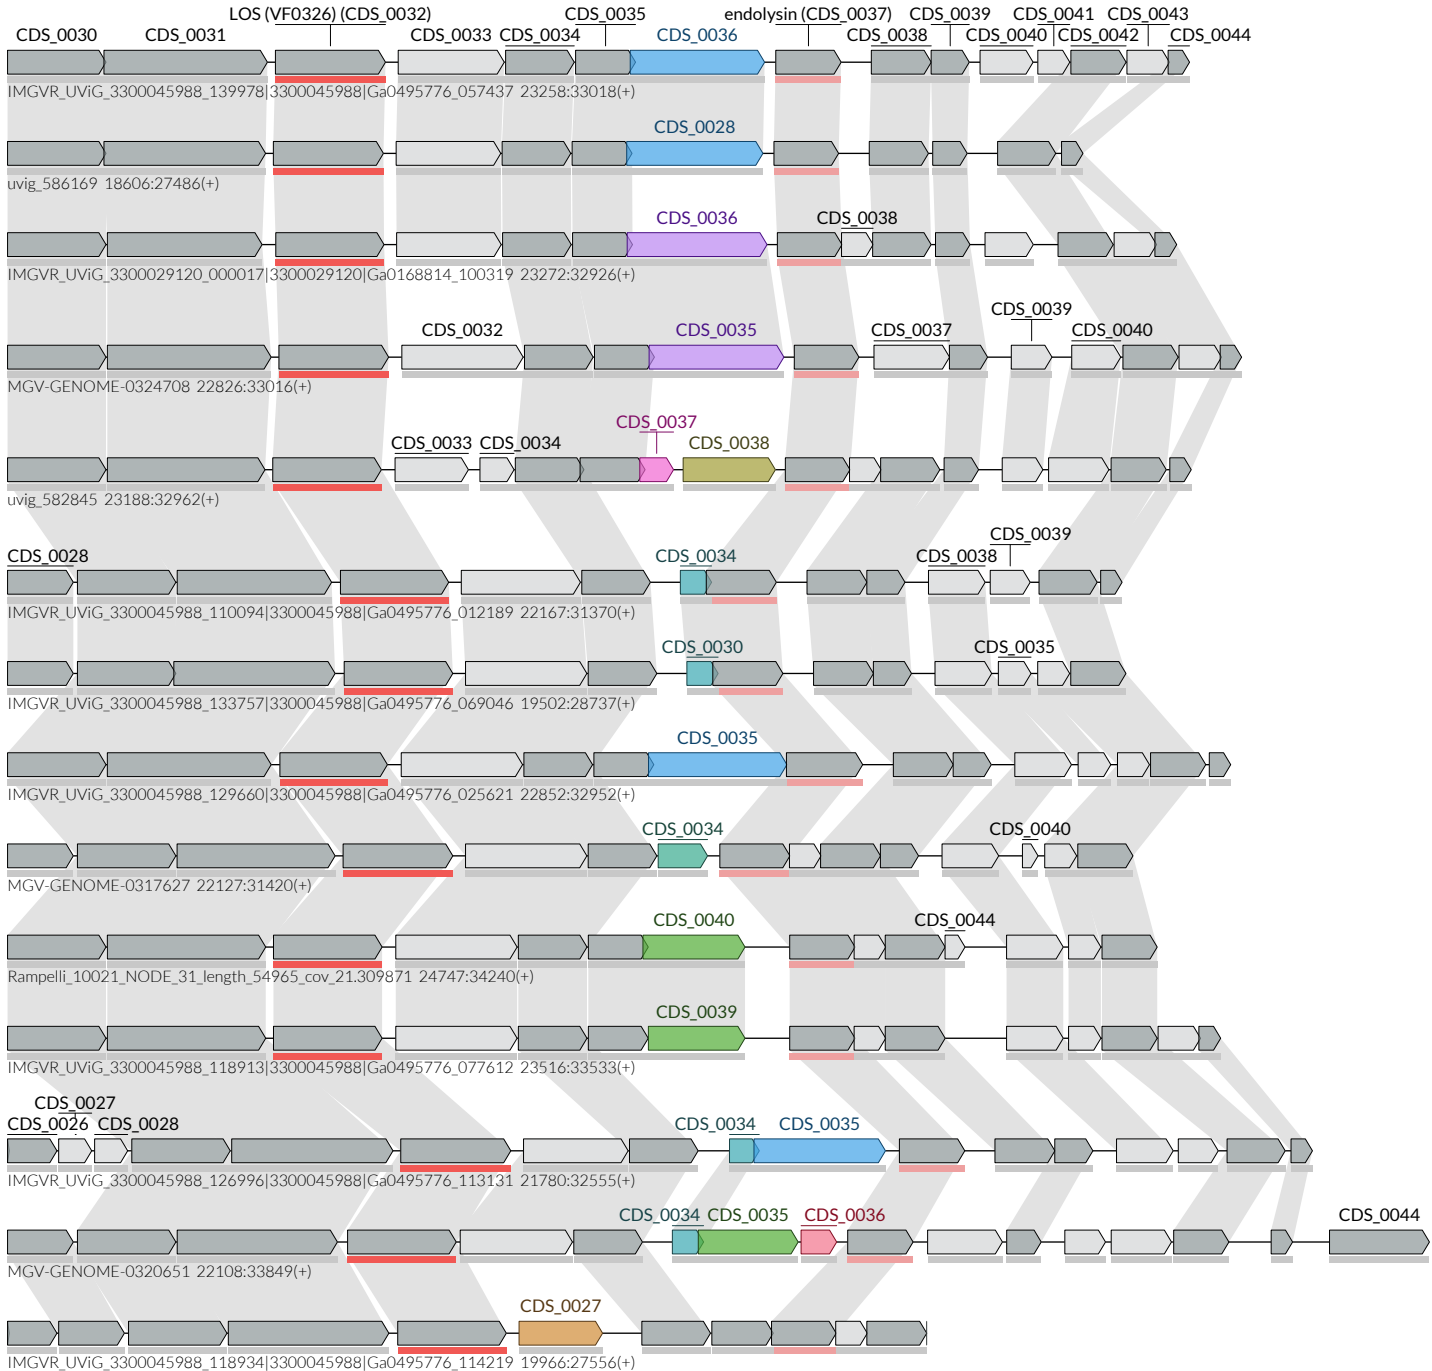 LOS (VF0326) (CDS_0032) CDS_0035 endolysin (CDS_0037) CDS_0039 CDS_0041 CDS_0043
CDS_0030 CDS_0031 CDS_0033 CDS_0034 CDS_0036 CDS_0038 CDS_0040 CDS_0042 CDS_0044
IMGVR_UViG_3300045988_139978|3300045988|Ga0495776_057437 23258:33018(+)
CDS_0028
uvig_586169 18606:27486(+)
CDS_0036 CDS_0038
IMGVR_UViG_3300029120_000017|3300029120|Ga0168814_100319 23272:32926(+)
CDS_0039
CDS_0032 CDS_0035 CDS_0037 CDS_0040
MGV-GENOME-0324708 22826:33016(+)
CDS_0037
CDS_0033 CDS_0034 CDS_0038
uvig_582845 23188:32962(+)
CDS_0039
CDS_0028 CDS_0034 CDS_0038
IMGVR_UViG_3300045988_110094|3300045988|Ga0495776_012189 22167:31370(+)
CDS_0030 CDS_0035
IMGVR_UViG_3300045988_133757|3300045988|Ga0495776_069046 19502:28737(+)
CDS_0035
IMGVR_UViG_3300045988_129660|3300045988|Ga0495776_025621 22852:32952(+)
CDS_0034 CDS_0040
MGV-GENOME-0317627 22127:31420(+)
CDS_0040 CDS_0044
Rampelli_10021_NODE_31_length_54965_cov_21.309871 24747:34240(+)
CDS_0039
IMGVR_UViG_3300045988_118913|3300045988|Ga0495776_077612 23516:33533(+)
CDS_0027
CDS_0026 CDS_0028 CDS_0034 CDS_0035
IMGVR_UViG_3300045988_126996|3300045988|Ga0495776_113131 21780:32555(+)
CDS_0034 CDS_0035 CDS_0036 CDS_0044
MGV-GENOME-0320651 22108:33849(+)
CDS_0027
IMGVR_UViG_3300045988_118934|3300045988|Ga0495776_114219 19966:27556(+)